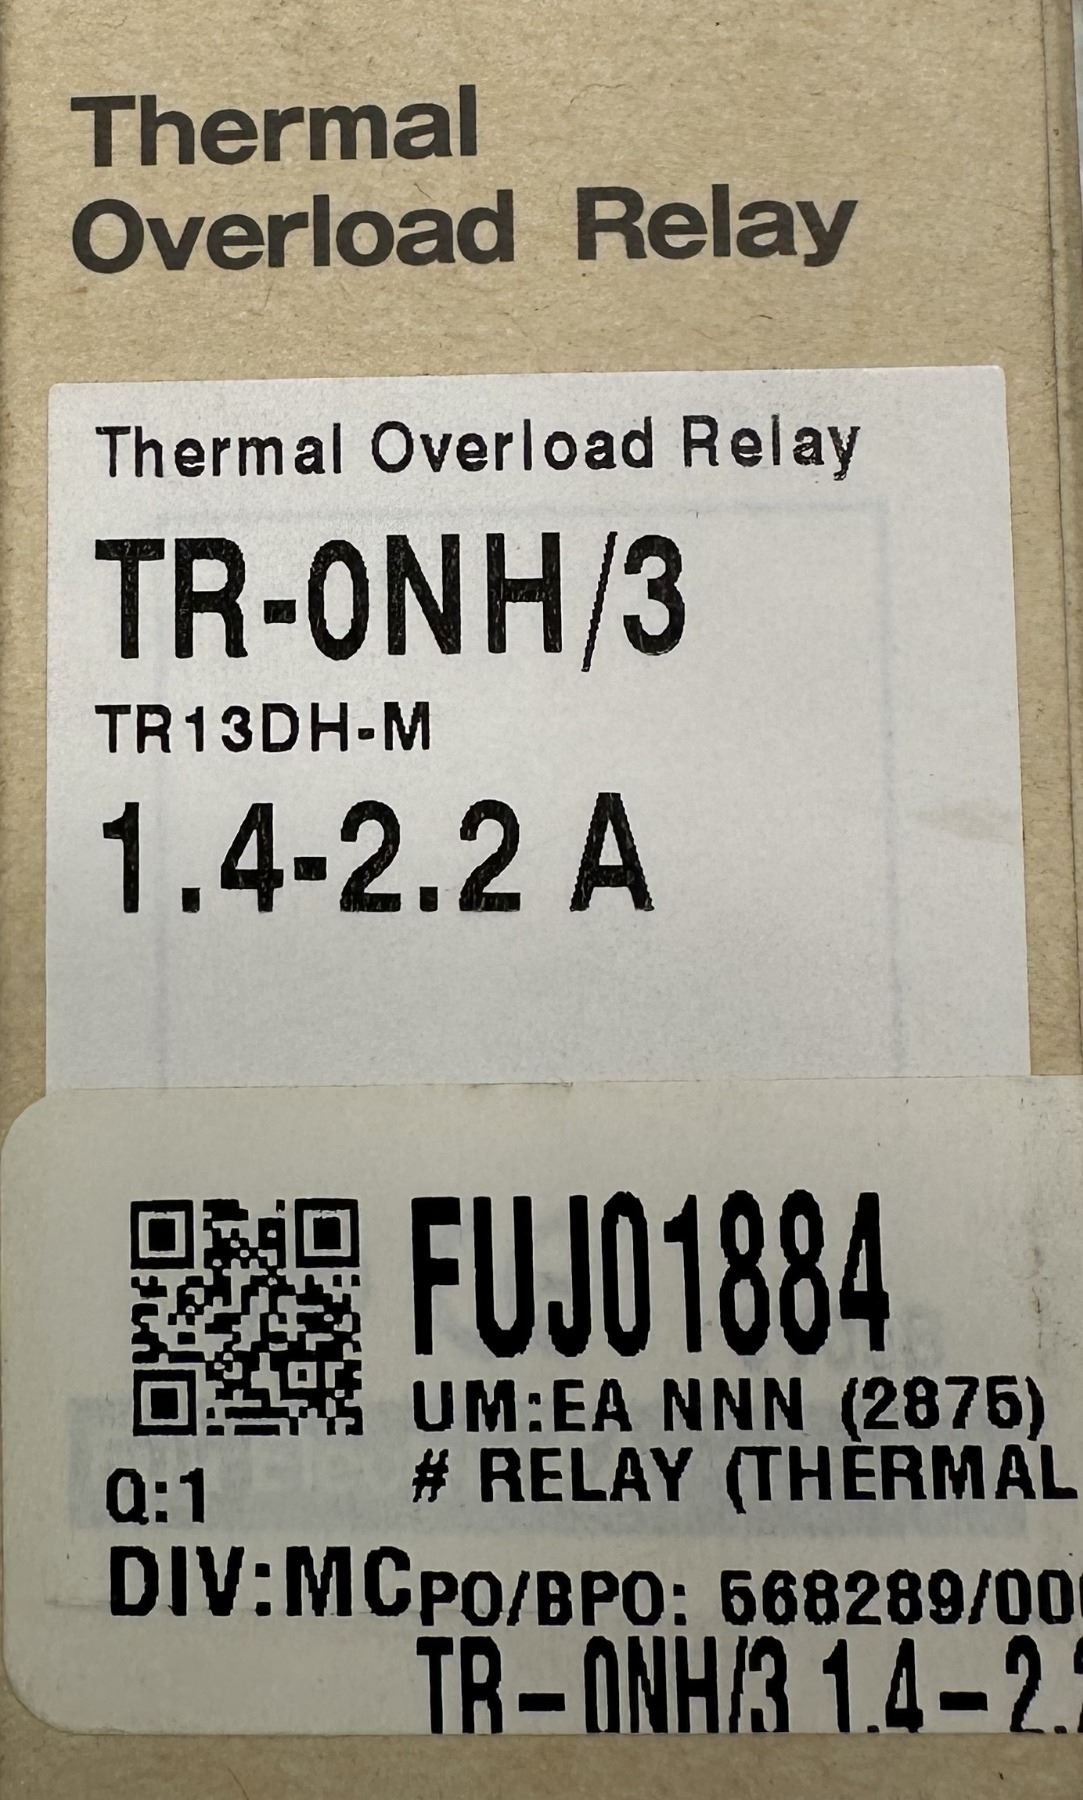 Thermal
Overload Relay
Thermal Overload Relay
TR-0NH/3
TR13DH-M
1.4-2.2 A
FUJ01884
UM:EA NNN (2875)
# RELAY (THERMAL
Q:1
DIV:MC
PO/BPO: 568289/00
TR-0NH/3 1.4-2.2